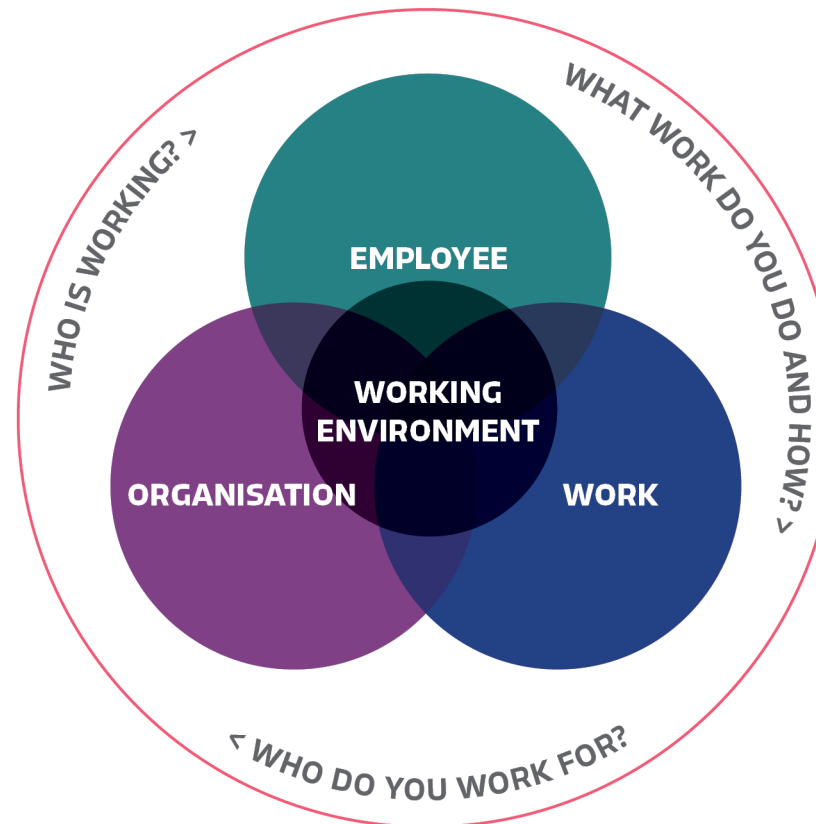 WHO IS WORKING? >
WHAT WORK DO YOU DO AND HOW? >
EMPLOYEE
WORKING
ENVIRONMENT
ORGANISATION
WORK
< WHO DO YOU WORK FOR?